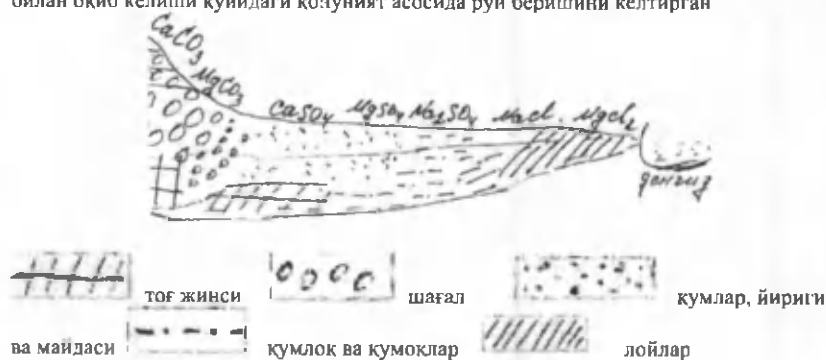 билан оқиб келиши қуйидаги қонуният асосида рўй беришини келтирган
CaCO₃
MgCO₃
CaSO₄ MgSO₄ Na₂SO₄ NaCl. MgCl₂
денгиз
тоғ жинси шағал қумлар, йириги
ва майдаси қумлоқ ва қумоқлар лойлар